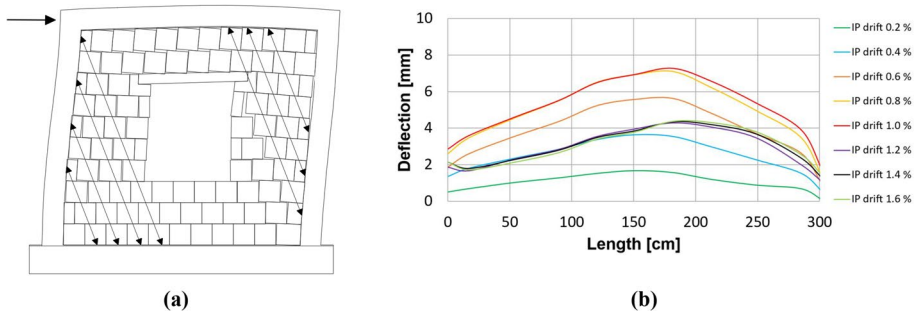 10
8
6
4
2
0
Deflection [mm]
0
50
100
150
200
250
300
Length [cm]
IP drift 0.2 %
IP drift 0.4 %
IP drift 0.6 %
IP drift 0.8 %
IP drift 1.0 %
IP drift 1.2 %
IP drift 1.4 %
IP drift 1.6 %
(a)
(b)